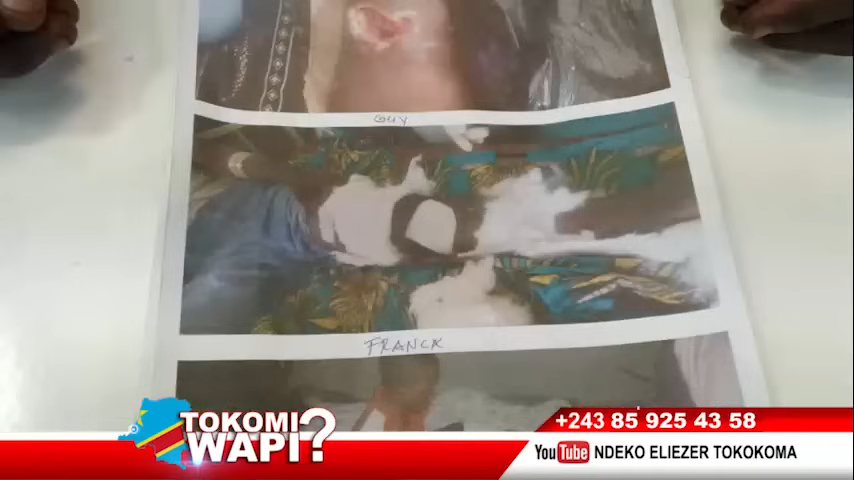 GUY
FRANCK
TOKOMI
WAPI?
+243 85 925 43 58
YouTube NDEKO ELIEZER TOKOKOMA